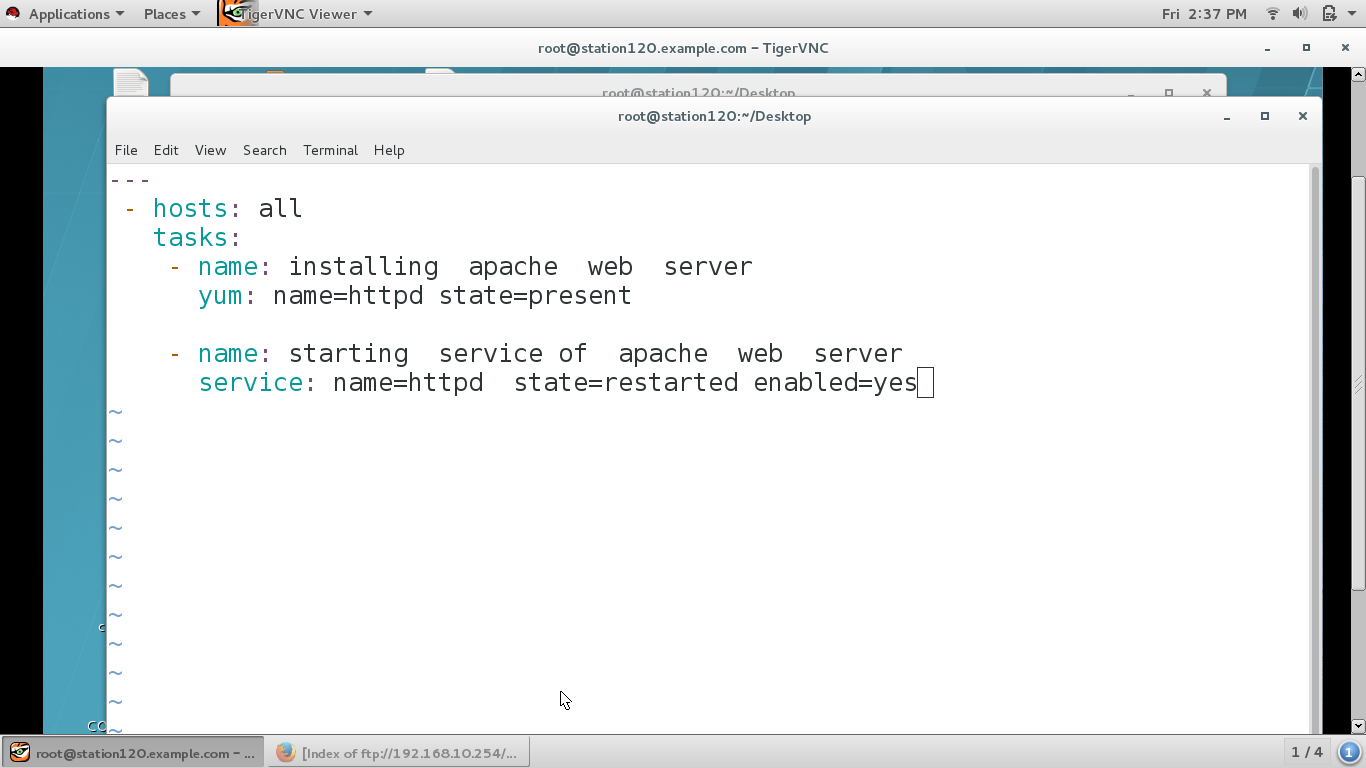 Applications Places TigerVNC Viewer Fri 2:37 PM
root@station120.example.com - TigerVNC
root@station120:~/Desktop
root@station120:~/Desktop
File Edit View Search Terminal Help
---
- hosts: all
tasks:
- name: installing  apache  web  server
yum: name=httpd state=present
- name: starting  service of  apache  web  server
service: name=httpd  state=restarted enabled=yes
~
~
~
~
~
~
~
~
c
~
~
~
CC
~
root@station120.example.com - ... [Index of ftp://192.168.10.254/... 1 / 4 1